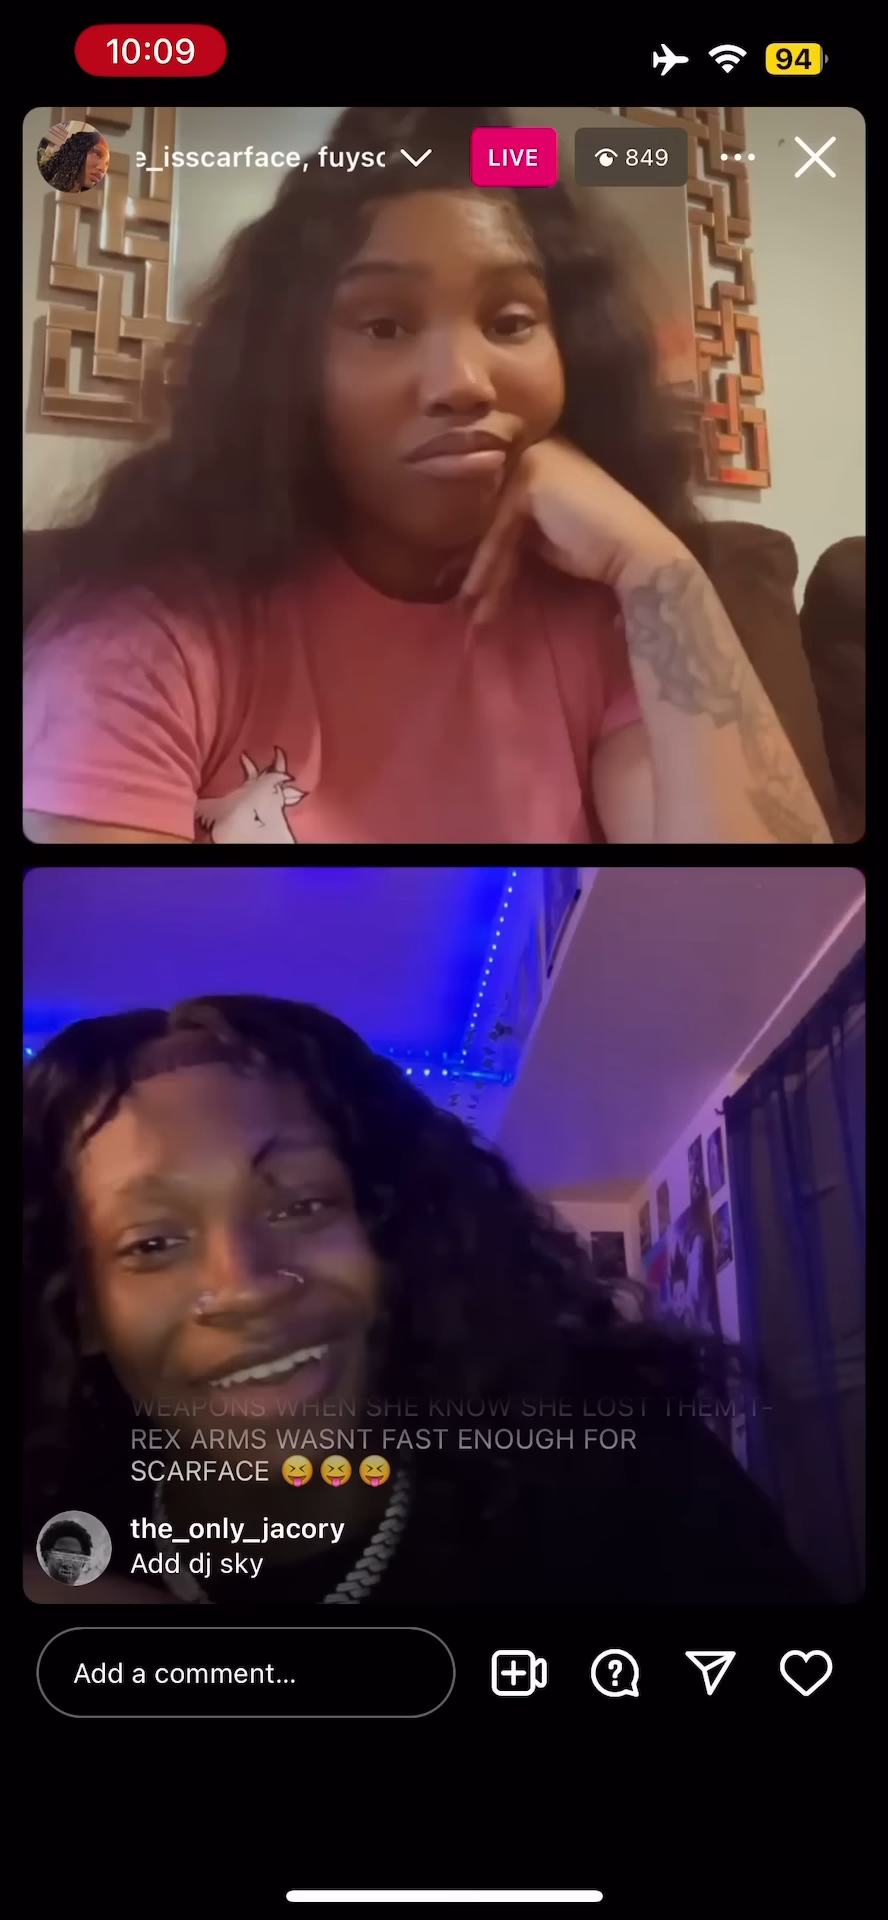 10:09
94
e_isscarface, fuysc
LIVE
849
WEAPONS WHEN SHE KNOW SHE LOST THEM T-
REX ARMS WASNT FAST ENOUGH FOR
SCARFACE 😝😝😝
the_only_jacory
Add dj sky
Add a comment...